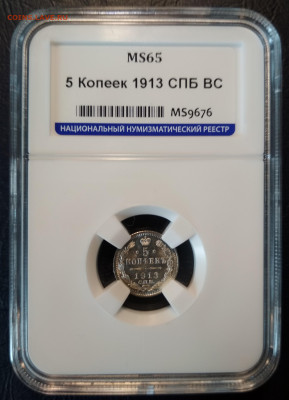 MS65
5 Копеек 1913 СПБ ВС
MS9676
НАЦИОНАЛЬНЫЙ НУМИЗМАТИЧЕСКИЙ РЕЕСТР
5
КОПѢЕКЪ
1913
С.П.Б.